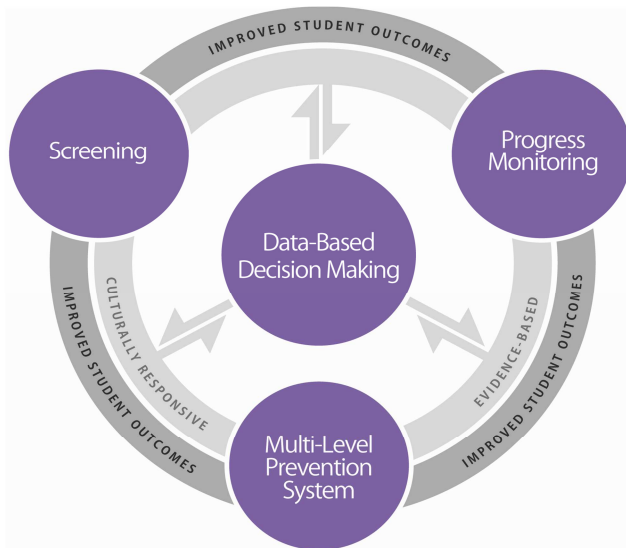 IMPROVED STUDENT OUTCOMES
Screening
Progress
Monitoring
Data-Based
Decision Making
IMPROVED STUDENT OUTCOMES
CULTURALLY RESPONSIVE
EVIDENCE-BASED
IMPROVED STUDENT OUTCOMES
Multi-Level
Prevention
System